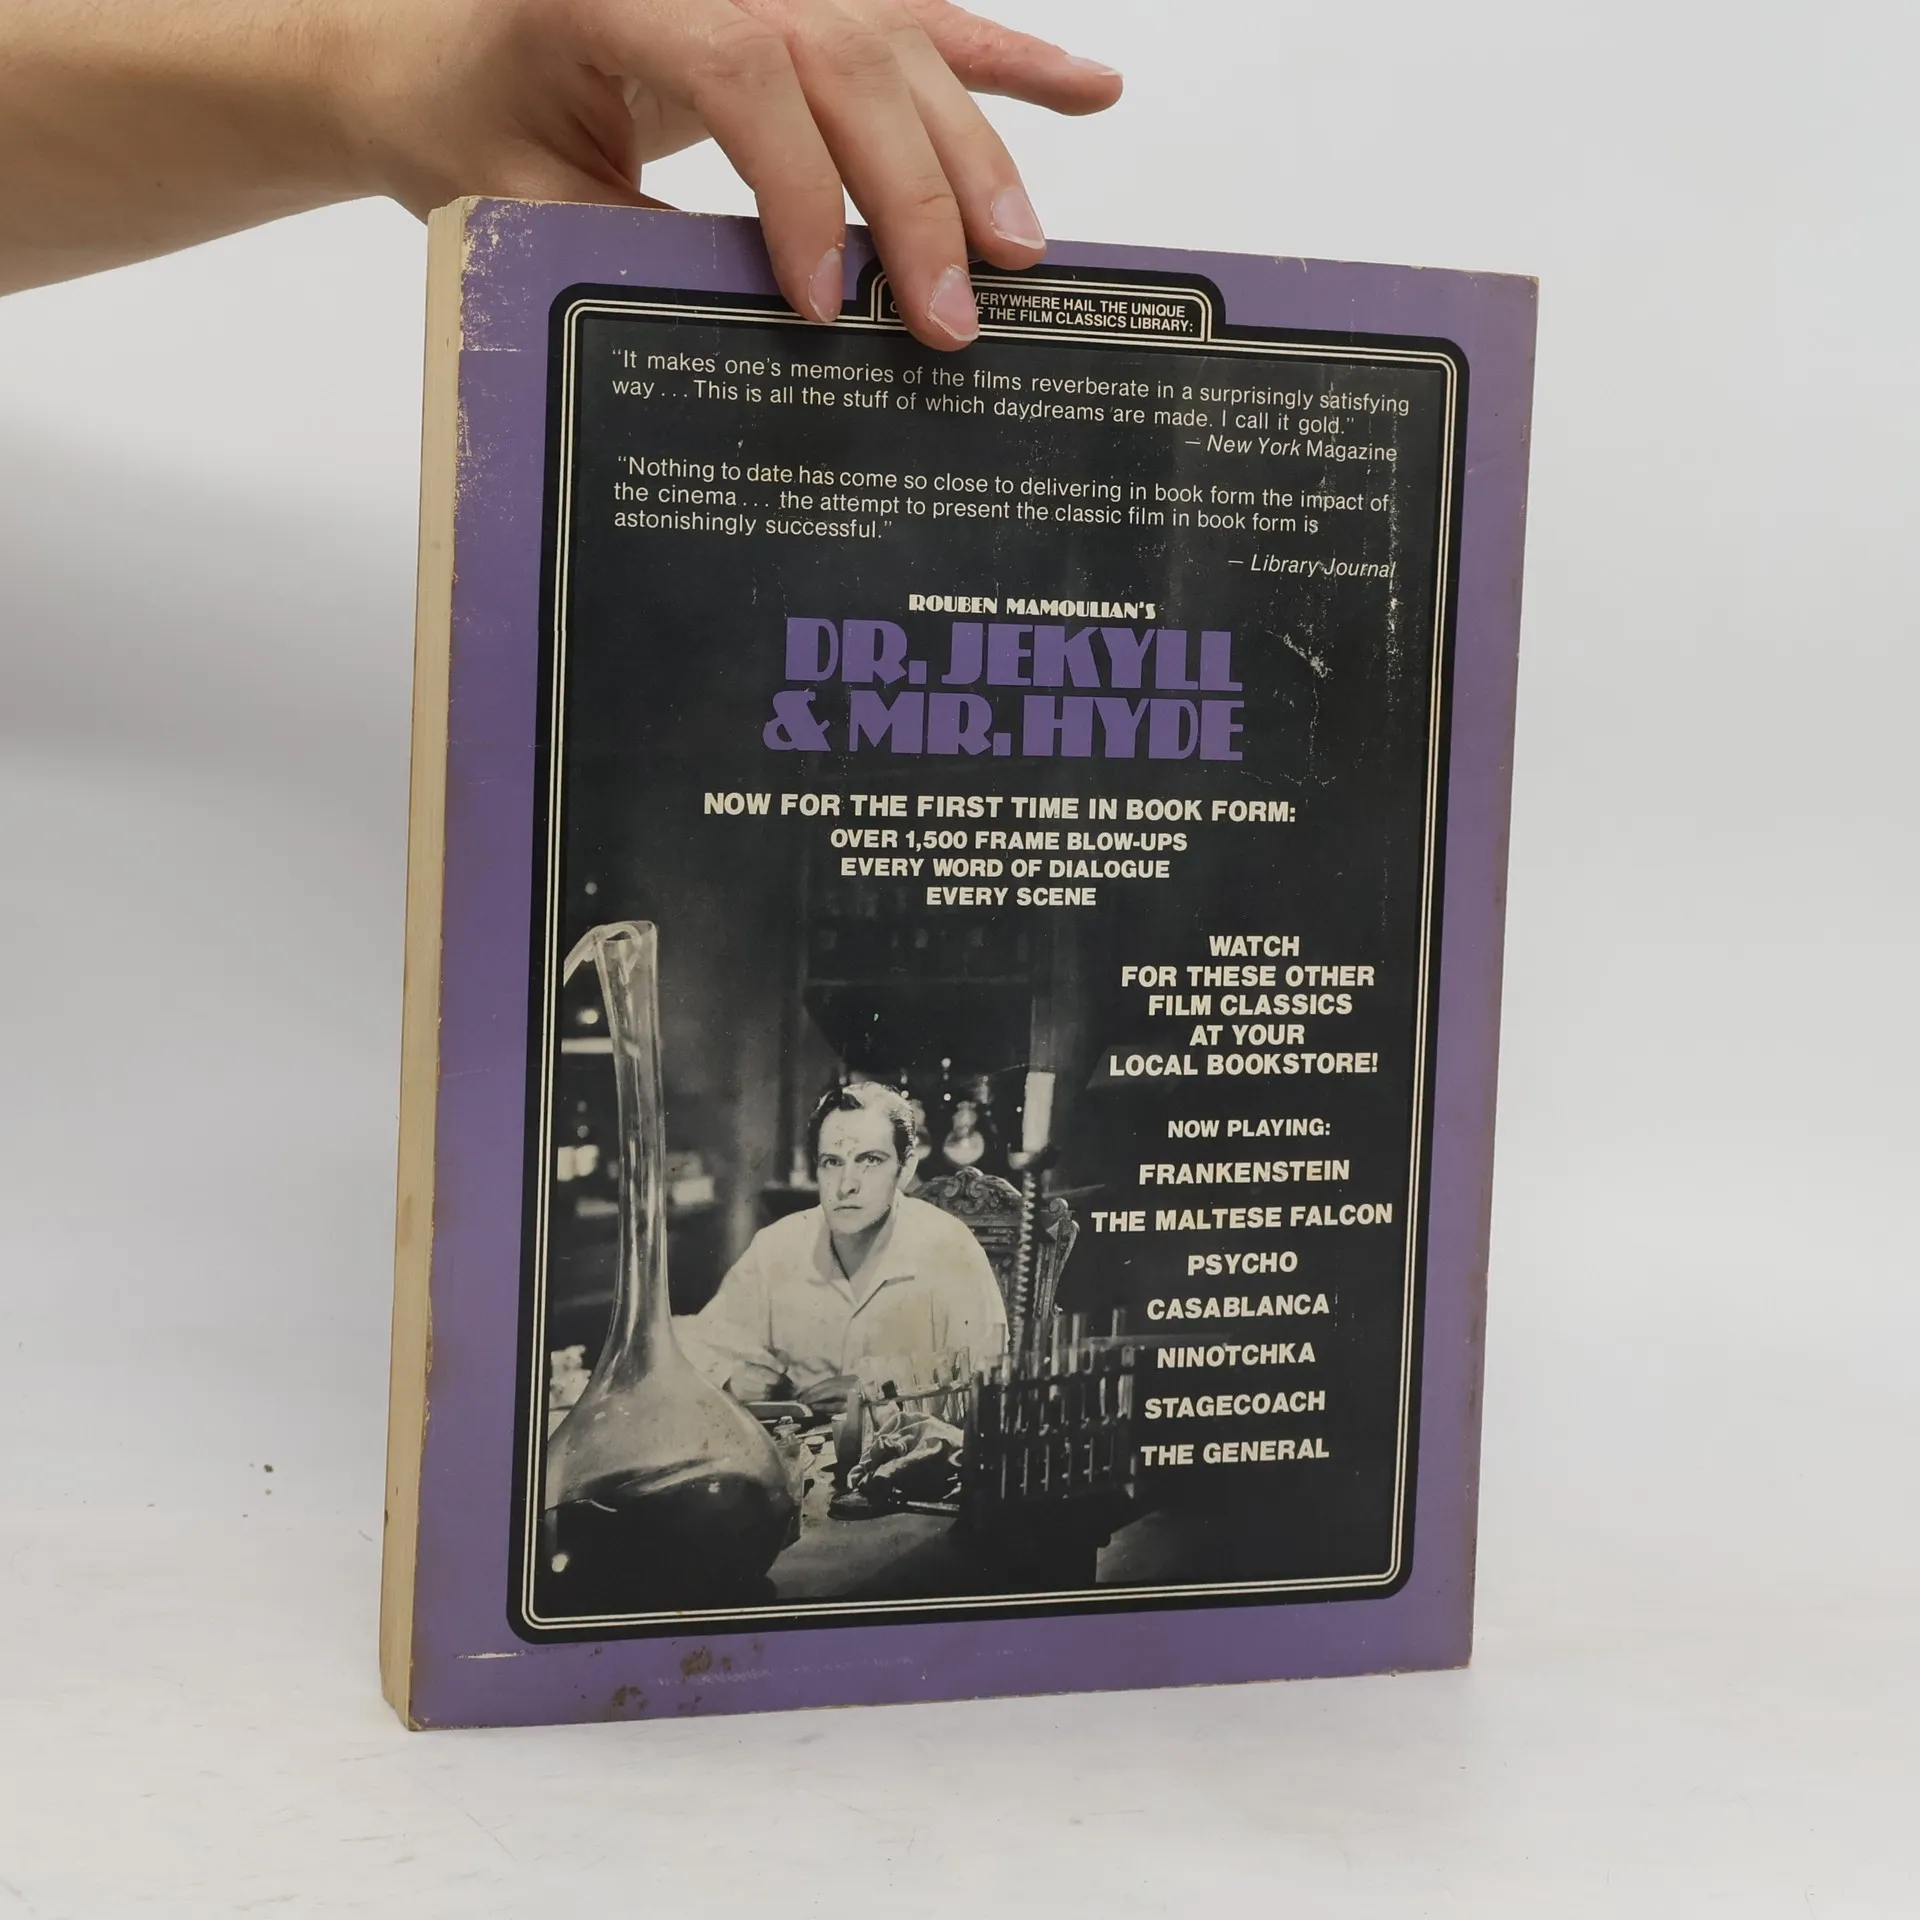 HAIL THE UNIQUE
THE FILM CLASSICS LIBRARY:
“It makes one's memories of the films reverberate in a surprisingly satisfying
way ... This is all the stuff of which daydreams are made. I call it gold.”
— New York Magazine
“Nothing to date has come so close to delivering in book form the impact of
the cinema ... the attempt to present the classic film in book form is
astonishingly successful.”
— Library Journal
ROUBEN MAMOULIAN'S
DR. JEKYLL
& MR. HYDE
NOW FOR THE FIRST TIME IN BOOK FORM:
OVER 1,500 FRAME BLOW-UPS
EVERY WORD OF DIALOGUE
EVERY SCENE
WATCH
FOR THESE OTHER
FILM CLASSICS
AT YOUR
LOCAL BOOKSTORE!
NOW PLAYING:
FRANKENSTEIN
THE MALTESE FALCON
PSYCHO
CASABLANCA
NINOTCHKA
STAGECOACH
THE GENERAL